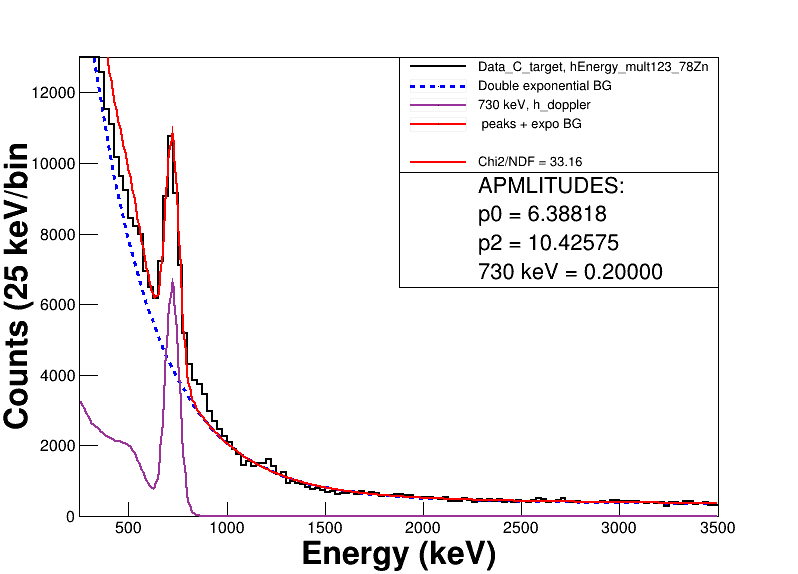 Data_C_target, hEnergy_mult123_78Zn
Double exponential BG
730 keV, h_doppler
peaks + expo BG
Chi2/NDF = 33.16
APMLITUDES:
p0 = 6.38818
p2 = 10.42575
730 keV = 0.20000
Counts (25 keV/bin
12000
10000
8000
6000
4000
2000
0
500
1000
1500
2000
2500
3000
3500
Energy (keV)